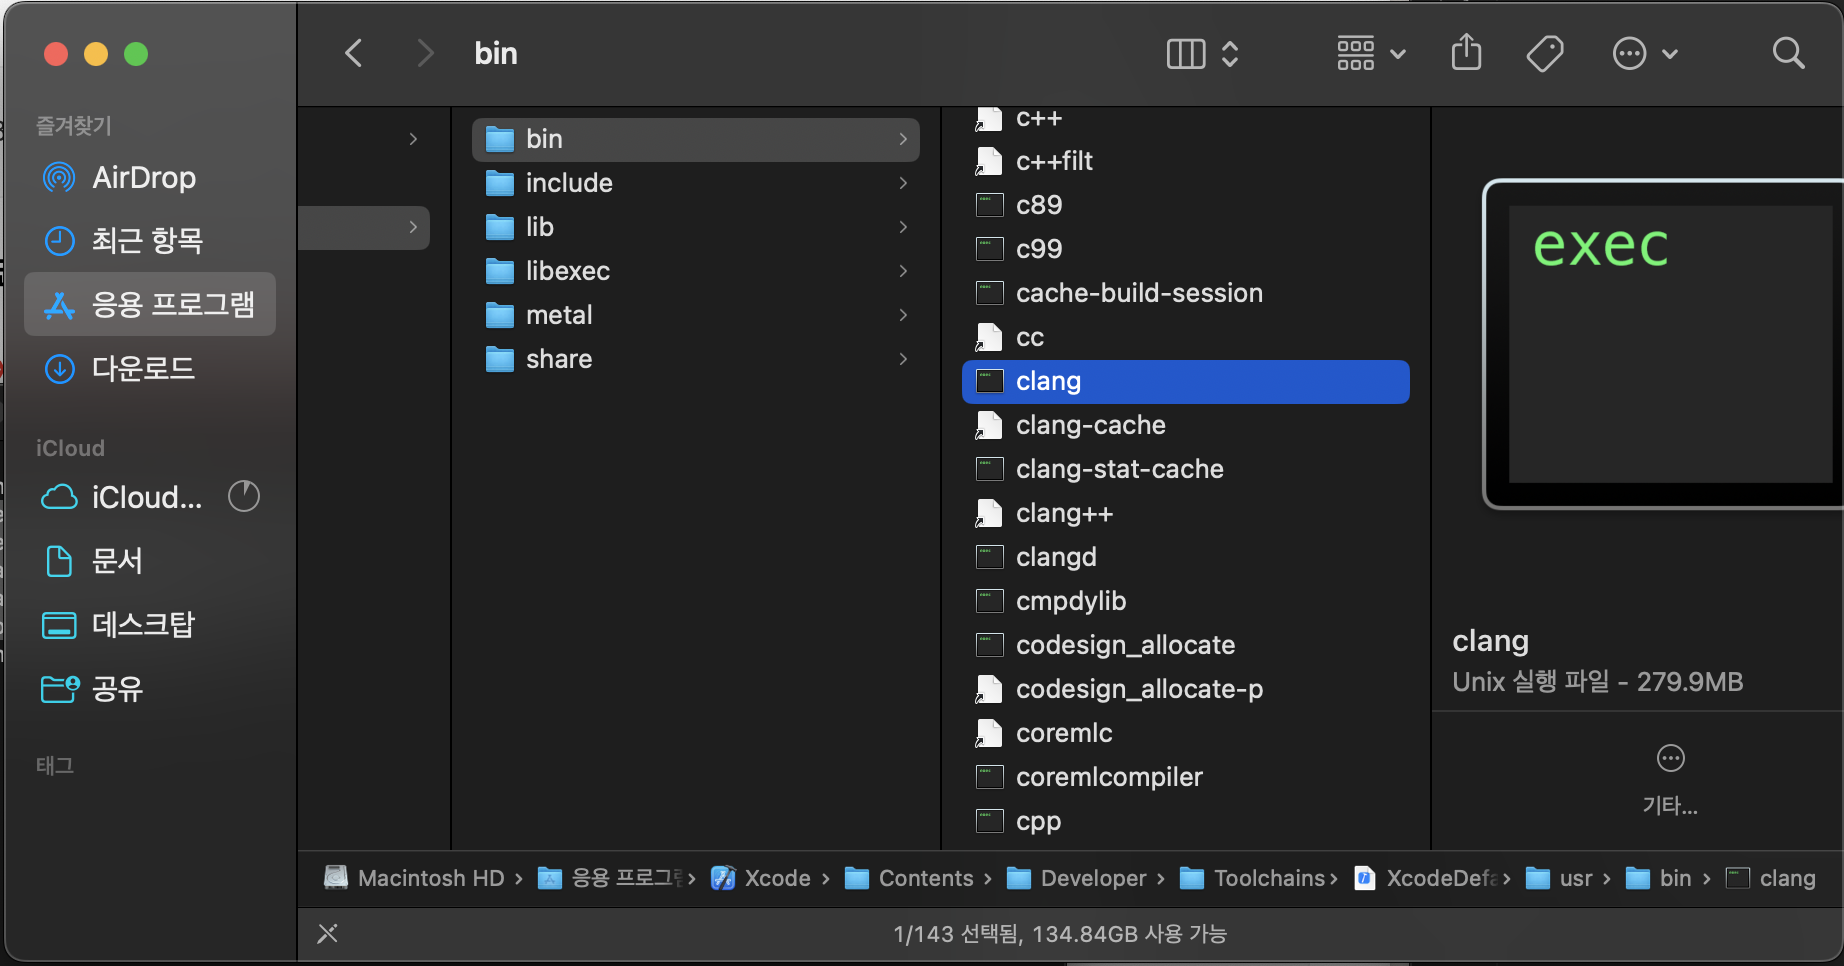 bin
즐겨찾기
AirDrop
최근 항목
응용 프로그램
다운로드
iCloud
iCloud...
문서
데스크탑
공유
태그
bin
include
lib
libexec
metal
share
c++
c++filt
c89
c99
cache-build-session
cc
clang
clang-cache
clang-stat-cache
clang++
clangd
cmpdylib
codesign_allocate
codesign_allocate-p
coremlc
coremlcompiler
cpp
exec
clang
Unix 실행 파일 - 279.9MB
기타...
Macintosh HD › 응용 프로그 › Xcode › Contents › Developer › Toolchains › XcodeDefa › usr › bin › clang
1/143 선택됨, 134.84GB 사용 가능